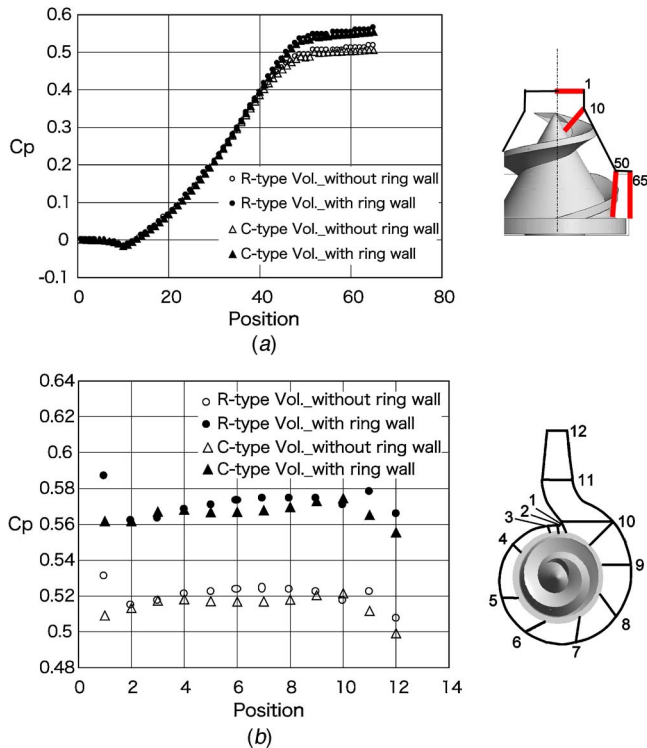 0.6
0.5
0.4
0.3
0.2
0.1
0
-0.1
Cp
R-type Vol._without ring wall
R-type Vol._with ring wall
C-type Vol._without ring wall
C-type Vol._with ring wall
0 20 40 60 80
Position
(a)
1
10
50
65
0.64
0.62
0.6
0.58
0.56
0.54
0.52
0.5
0.48
Cp
R-type Vol._without ring wall
R-type Vol._with ring wall
C-type Vol._without ring wall
C-type Vol._with ring wall
0 2 4 6 8 10 12 14
Position
(b)
12
11
1
2
3
10
4
9
5
8
6
7